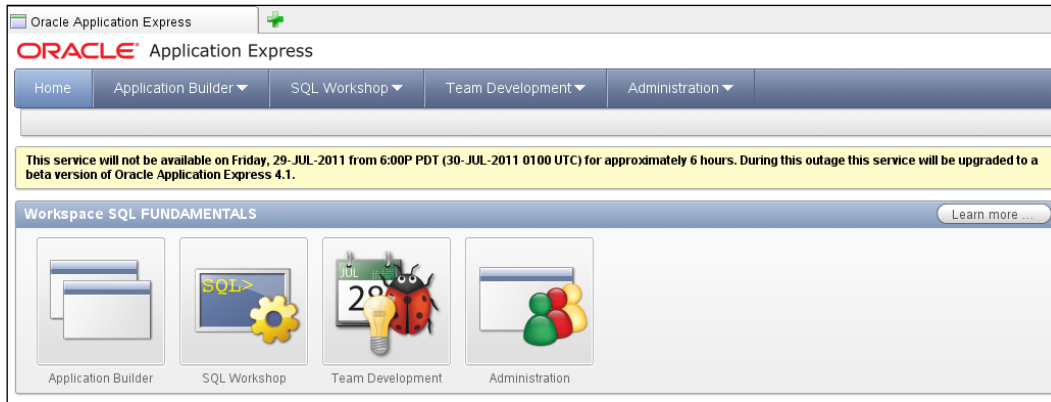 Oracle Application Express
ORACLE Application Express
Home Application Builder SQL Workshop Team Development Administration
This service will not be available on Friday, 29-JUL-2011 from 6:00P PDT (30-JUL-2011 0100 UTC) for approximately 6 hours. During this outage this service will be upgraded to a
beta version of Oracle Application Express 4.1.
Workspace SQL FUNDAMENTALS Learn more ...
SQL>
JUL
28
Application Builder SQL Workshop Team Development Administration